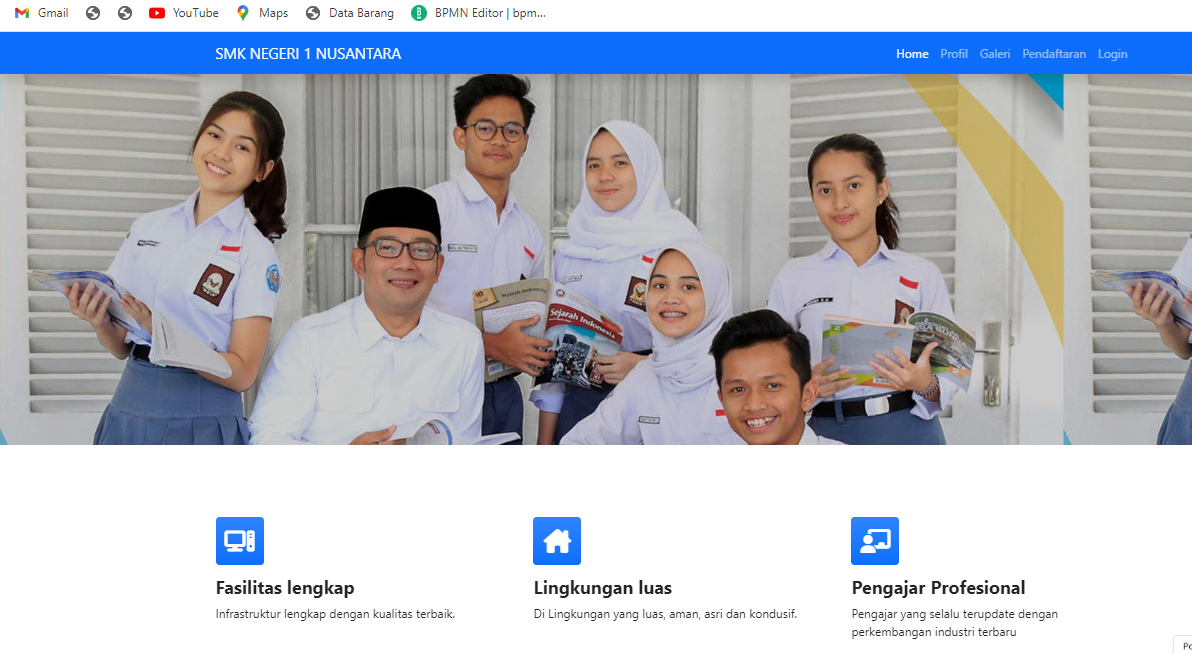 Gmail YouTube Maps Data Barang BPMN Editor | bpm...
SMK NEGERI 1 NUSANTARA Home Profil Galeri Pendaftaran Login
Sejarah Indonesia
Sejarah Indonesia
Fasilitas lengkap
Infrastruktur lengkap dengan kualitas terbaik.
Lingkungan luas
Di Lingkungan yang luas, aman, asri dan kondusif.
Pengajar Profesional
Pengajar yang selalu terupdate dengan
perkembangan industri terbaru